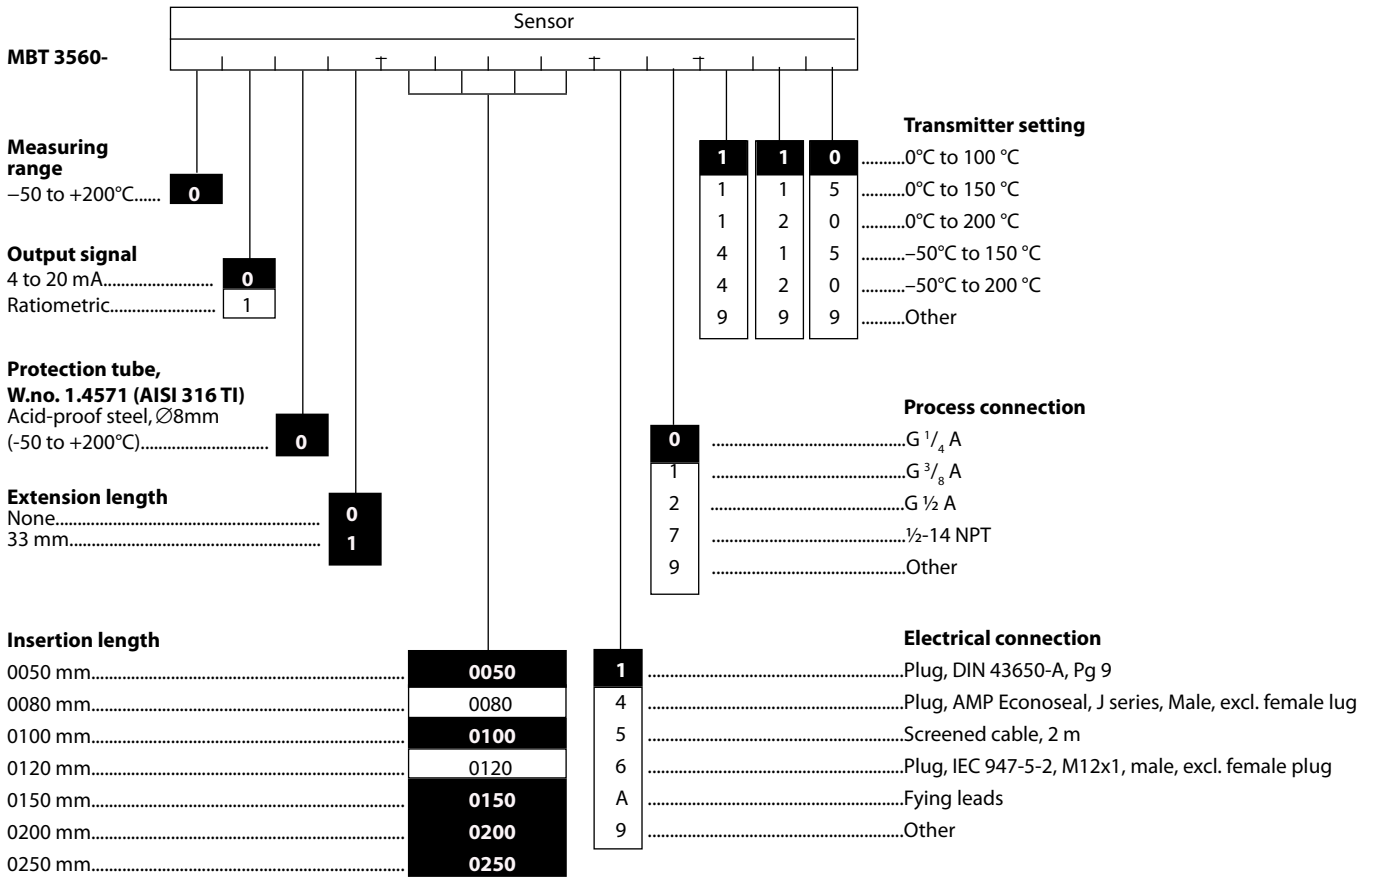 Sensor
MBT 3560-
Measuring
range
–50 to +200°C...... 0
Output signal
4 to 20 mA......................... 0
Ratiometric........................ 1
Protection tube,
W.no. 1.4571 (AISI 316 TI)
Acid-proof steel, ∅8mm
(-50 to +200°C)............................. 0
Extension length
None............................................................ 0
33 mm......................................................... 1
Insertion length
0050 mm....................................................................... 0050
0080 mm....................................................................... 0080
0100 mm....................................................................... 0100
0120 mm....................................................................... 0120
0150 mm....................................................................... 0150
0200 mm....................................................................... 0200
0250 mm....................................................................... 0250
Transmitter setting
1 1 0 ..........0°C to 100 °C
1 1 5 ..........0°C to 150 °C
1 2 0 ..........0°C to 200 °C
4 1 5 ..........–50°C to 150 °C
4 2 0 ..........–50°C to 200 °C
9 9 9 ..........Other
Process connection
0 ............................................G 1/4 A
1 ............................................G 3/8 A
2 ............................................G ½ A
7 ............................................½-14 NPT
9 ............................................Other
Electrical connection
1 ..........................................................Plug, DIN 43650-A, Pg 9
4 ..........................................................Plug, AMP Econoseal, J series, Male, excl. female lug
5 ..........................................................Screened cable, 2 m
6 ..........................................................Plug, IEC 947-5-2, M12x1, male, excl. female plug
A ..........................................................Fying leads
9 ..........................................................Other